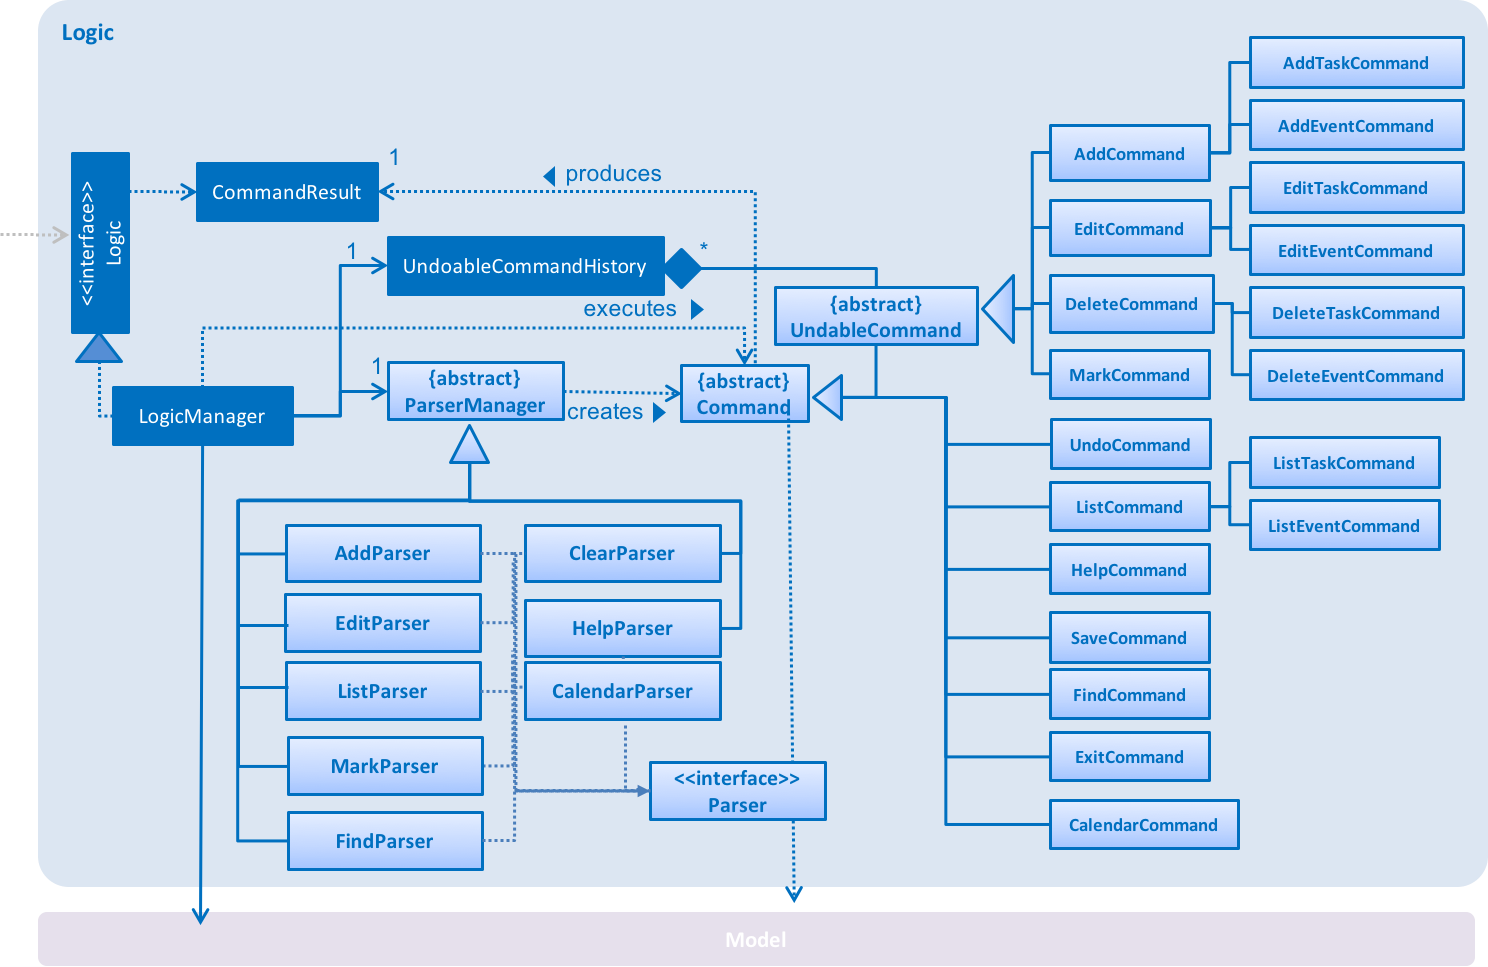 Logic
<<interface>>
Logic
CommandResult
1
produces
1
UndoableCommandHistory
*
executes
{abstract}
UndableCommand
LogicManager
1
{abstract}
ParserManager
creates
{abstract}
Command
AddParser
EditParser
ListParser
MarkParser
FindParser
ClearParser
HelpParser
CalendarParser
<<interface>>
Parser
AddCommand
EditCommand
DeleteCommand
MarkCommand
UndoCommand
ListCommand
HelpCommand
SaveCommand
FindCommand
ExitCommand
CalendarCommand
AddTaskCommand
AddEventCommand
EditTaskCommand
EditEventCommand
DeleteTaskCommand
DeleteEventCommand
ListTaskCommand
ListEventCommand
Model